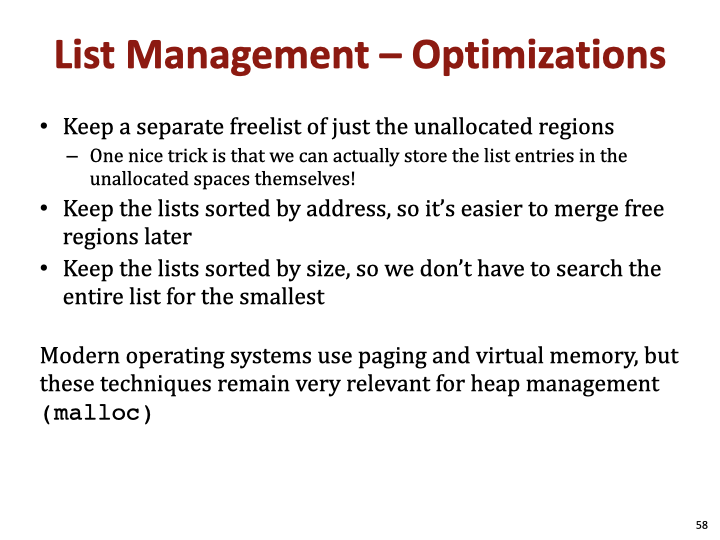 List Management – Optimizations
• Keep a separate freelist of just the unallocated regions
– One nice trick is that we can actually store the list entries in the
unallocated spaces themselves!
• Keep the lists sorted by address, so it’s easier to merge free
regions later
• Keep the lists sorted by size, so we don’t have to search the
entire list for the smallest
Modern operating systems use paging and virtual memory, but
these techniques remain very relevant for heap management
(malloc)
58